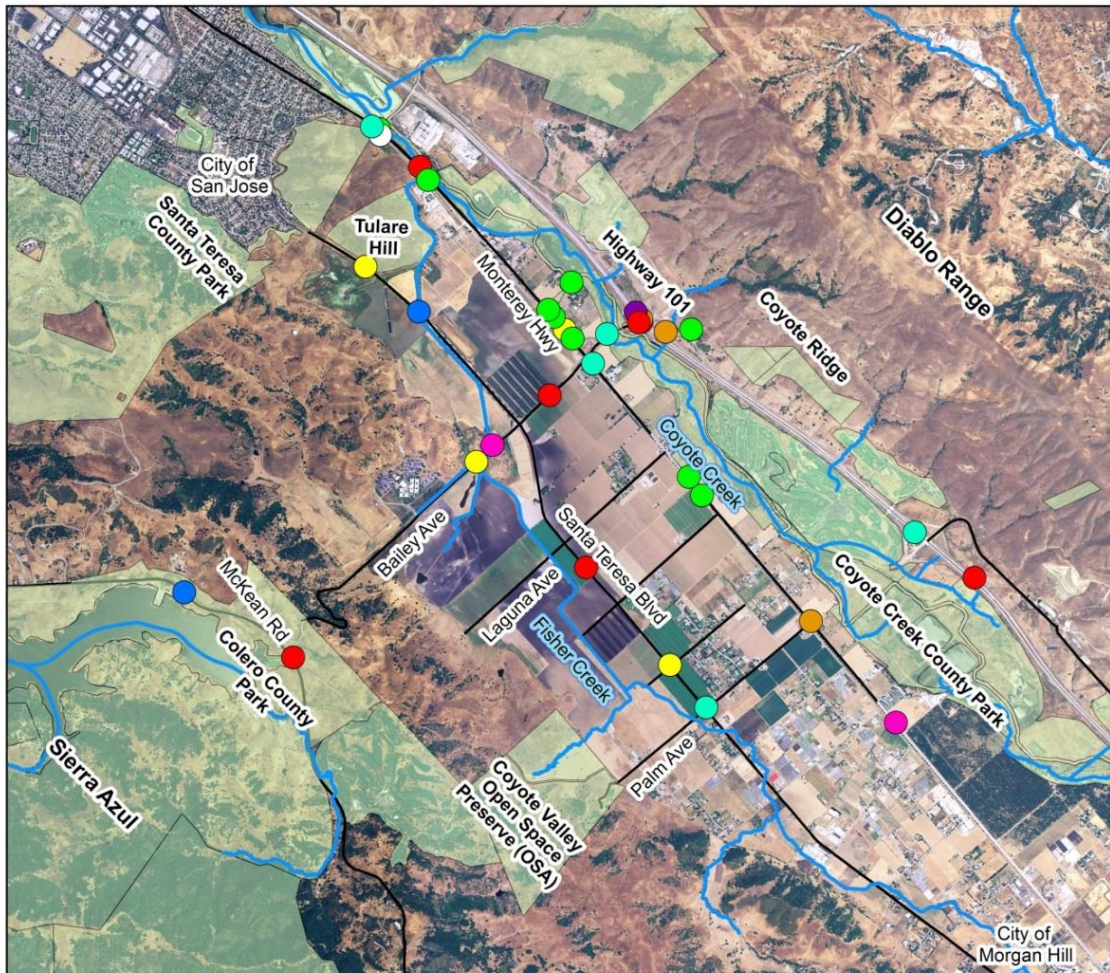 City of
San Jose
Santa Teresa
County Park
Tulare
Hill
Monterey Hwy
Highway 101
Diablo Range
Coyote Ridge
Coyote Creek
Bailey Ave
Laguna Ave
Santa Teresa Blvd
Fisher Creek
McKean Rd
Colero County
Park
Sierra Azul
Coyote Creek County
Park
Palm Ave
Coyote Valley
Open Space
Preserve (OSA)
City of
Morgan Hill